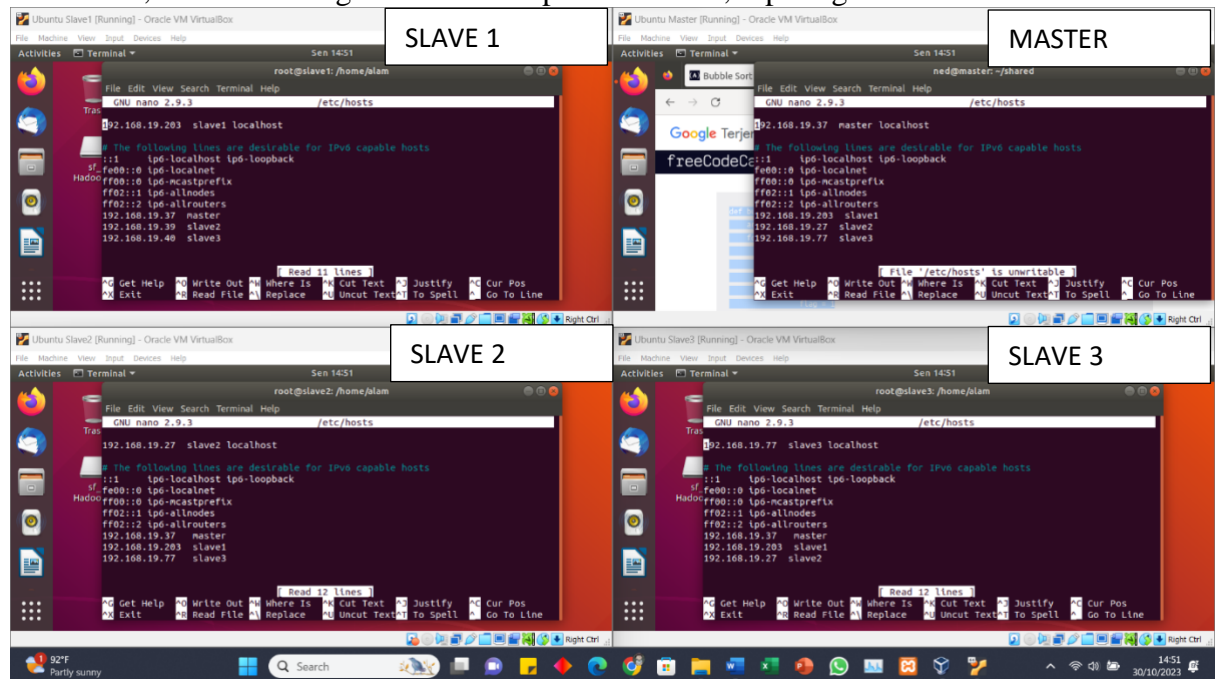 Ubuntu Slave1 [Running] - Oracle VM VirtualBox
File Machine View Input Devices Help
SLAVE 1
Activities Terminal Sen 14:51
root@slave1: /home/alam
File Edit View Search Terminal Help
GNU nano 2.9.3 /etc/hosts
192.168.19.203 slave1 localhost
# The following lines are desirable for IPv6 capable hosts
::1 ip6-localhost ip6-loopback
fe00::0 ip6-localnet
ff00::0 ip6-mcastprefix
ff02::1 ip6-allnodes
ff02::2 ip6-allrouters
192.168.19.37 master
192.168.19.39 slave2
192.168.19.40 slave3
[ Read 11 lines ]
^G Get Help ^O Write Out ^W Where Is ^K Cut Text ^J Justify ^C Cur Pos
^X Exit ^R Read File ^\ Replace ^U Uncut Text ^T To Spell ^_ Go To Line
Tras
sf_
Hadoo
Right Ctrl
Ubuntu Master [Running] - Oracle VM VirtualBox
File Machine View Input Devices Help
MASTER
Activities Terminal Sen 14:51
Bubble Sort
Google Terjer
freeCodeCa
ned@master: ~/shared
File Edit View Search Terminal Help
GNU nano 2.9.3 /etc/hosts
192.168.19.37 master localhost
# The following lines are desirable for IPv6 capable hosts
::1 ip6-localhost ip6-loopback
fe00::0 ip6-localnet
ff00::0 ip6-mcastprefix
ff02::1 ip6-allnodes
ff02::2 ip6-allrouters
192.168.19.203 slave1
192.168.19.27 slave2
192.168.19.77 slave3
[ File '/etc/hosts' is unwritable ]
^G Get Help ^O Write Out ^W Where Is ^K Cut Text ^J Justify ^C Cur Pos
^X Exit ^R Read File ^\ Replace ^U Uncut Text ^T To Spell ^_ Go To Line
Right Ctrl
Ubuntu Slave2 [Running] - Oracle VM VirtualBox
File Machine View Input Devices Help
SLAVE 2
Activities Terminal Sen 14:51
root@slave2: /home/alam
File Edit View Search Terminal Help
GNU nano 2.9.3 /etc/hosts
192.168.19.27 slave2 localhost
# The following lines are desirable for IPv6 capable hosts
::1 ip6-localhost ip6-loopback
fe00::0 ip6-localnet
ff00::0 ip6-mcastprefix
ff02::1 ip6-allnodes
ff02::2 ip6-allrouters
192.168.19.37 master
192.168.19.203 slave1
192.168.19.77 slave3
[ Read 12 lines ]
^G Get Help ^O Write Out ^W Where Is ^K Cut Text ^J Justify ^C Cur Pos
^X Exit ^R Read File ^\ Replace ^U Uncut Text ^T To Spell ^_ Go To Line
Tras
sf_
Hadoo
Right Ctrl
Ubuntu Slave3 [Running] - Oracle VM VirtualBox
File Machine View Input Devices Help
SLAVE 3
Activities Terminal Sen 14:51
root@slave3: /home/alam
File Edit View Search Terminal Help
GNU nano 2.9.3 /etc/hosts
192.168.19.77 slave3 localhost
# The following lines are desirable for IPv6 capable hosts
::1 ip6-localhost ip6-loopback
fe00::0 ip6-localnet
ff00::0 ip6-mcastprefix
ff02::1 ip6-allnodes
ff02::2 ip6-allrouters
192.168.19.37 master
192.168.19.203 slave1
192.168.19.27 slave2
[ Read 12 lines ]
^G Get Help ^O Write Out ^W Where Is ^K Cut Text ^J Justify ^C Cur Pos
^X Exit ^R Read File ^\ Replace ^U Uncut Text ^T To Spell ^_ Go To Line
Tras
sf_
Hadoo
Right Ctrl
92°F
Partly sunny
Search
14:51
30/10/2023